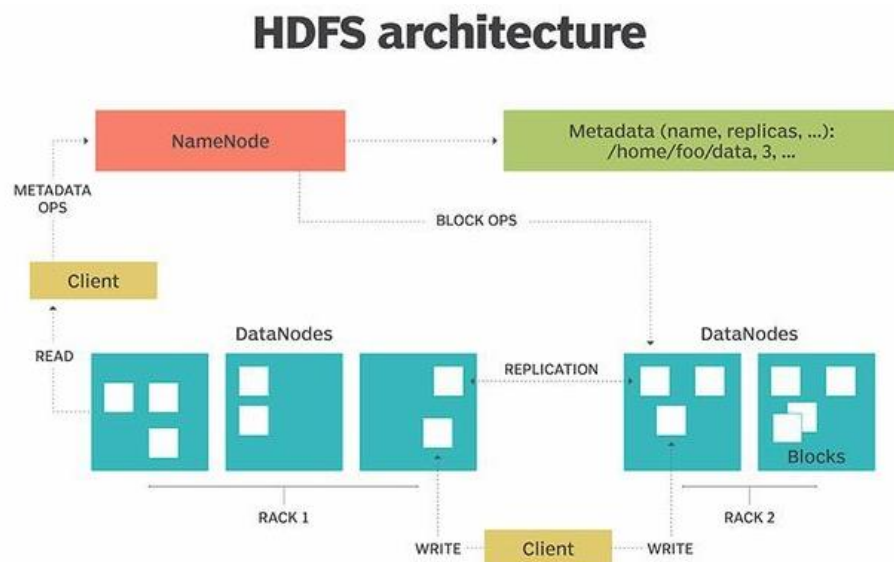 HDFS architecture
NameNode
Metadata (name, replicas, ...):
/home/foo/data, 3, ...
METADATA
OPS
BLOCK OPS
Client
DataNodes
DataNodes
READ
REPLICATION
Blocks
RACK 1
RACK 2
WRITE
Client
WRITE